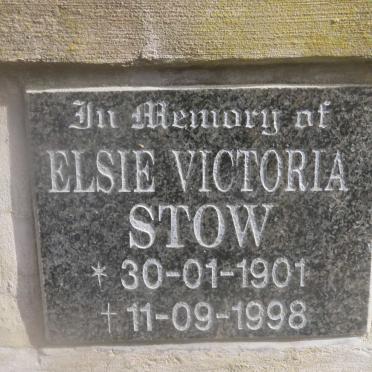 In Memory of
ELSIE VICTORIA
STOW
* 30-01-1901
† 11-09-1998